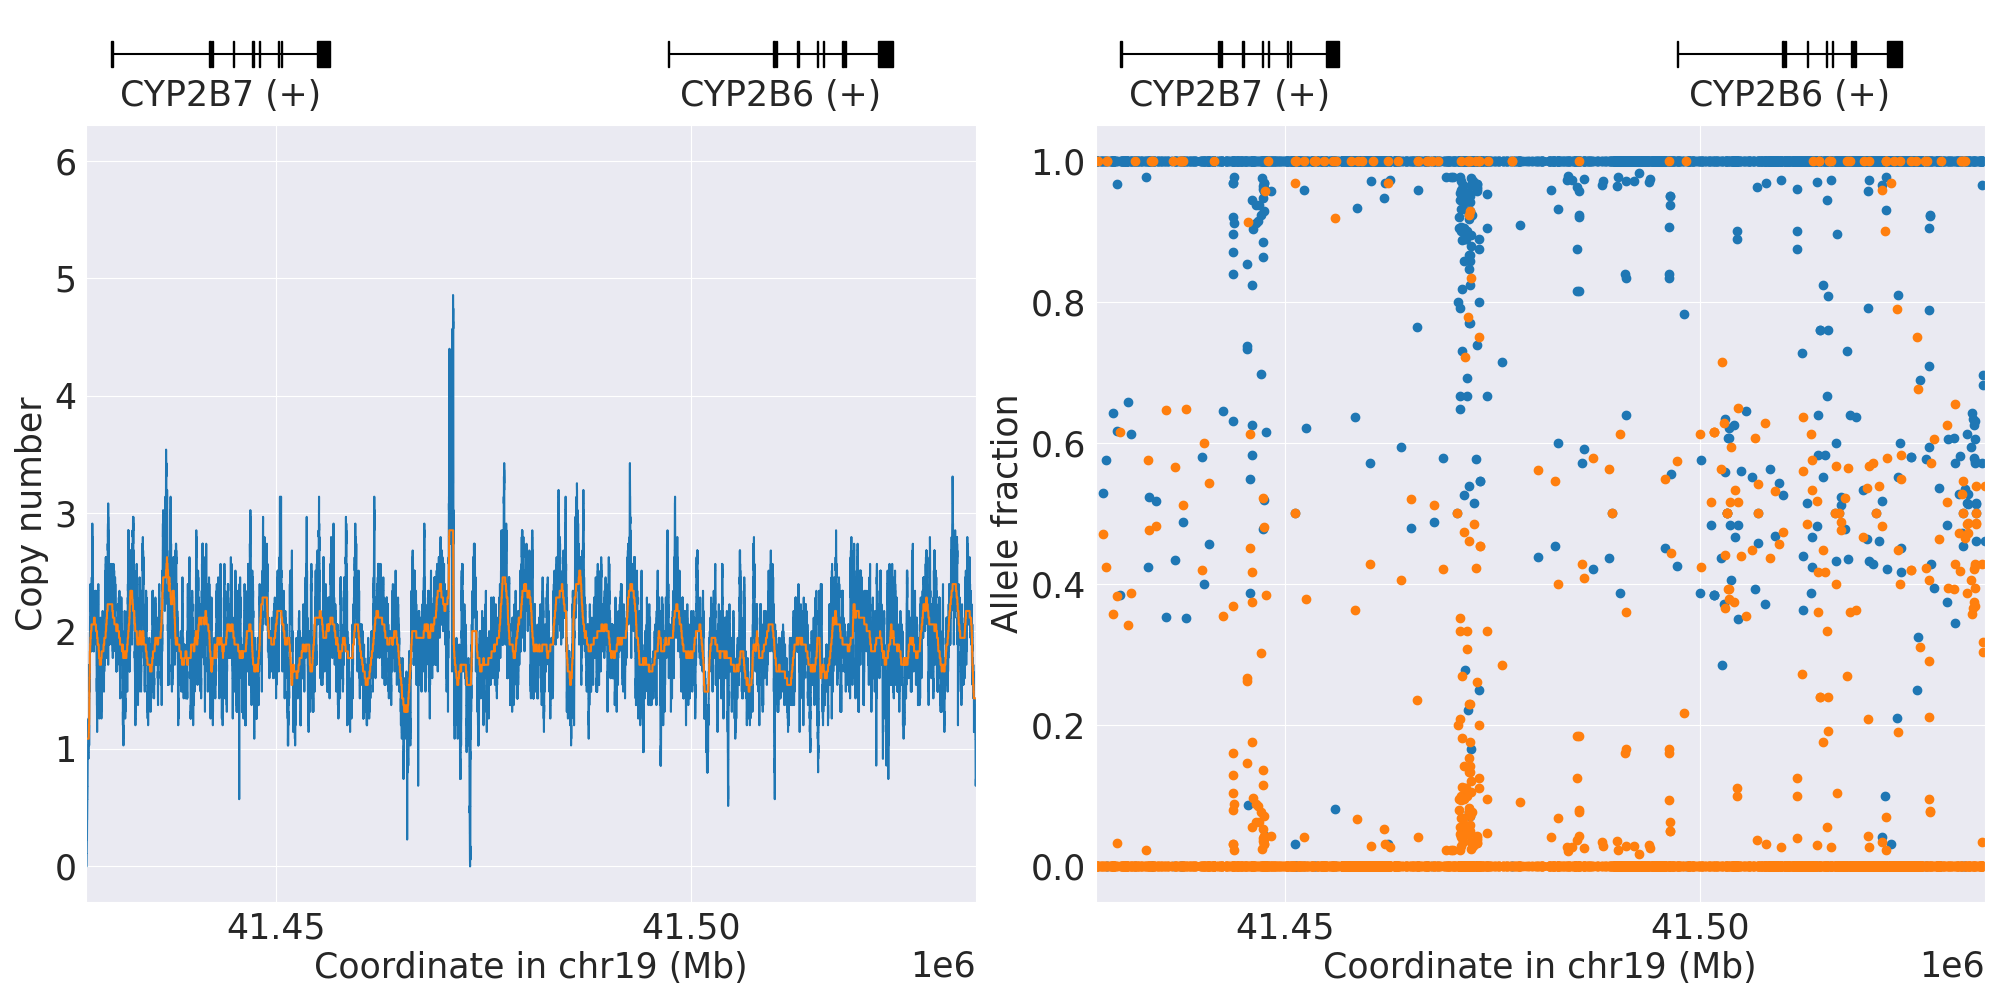 CYP2B7 (+)
CYP2B6 (+)
6
5
4
3
2
1
0
Copy number
41.45
41.50
Coordinate in chr19 (Mb)
1e6
CYP2B7 (+)
CYP2B6 (+)
1.0
0.8
0.6
0.4
0.2
0.0
Allele fraction
41.45
41.50
Coordinate in chr19 (Mb)
1e6